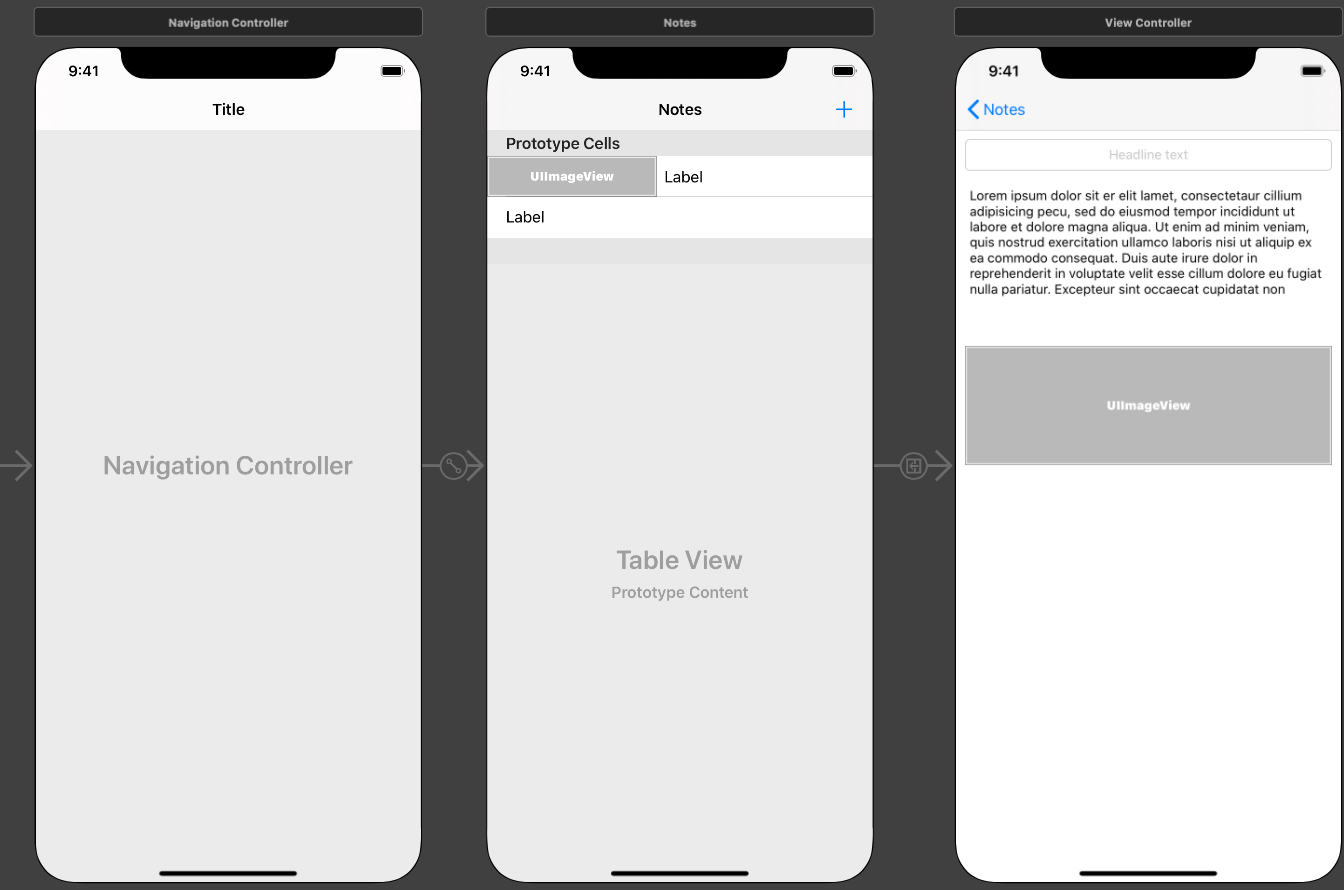 Navigation Controller
9:41
Title
Navigation Controller
Notes
9:41
Notes
Prototype Cells
UIImageView
Label
Label
Table View
Prototype Content
View Controller
9:41
Notes
Headline text
Lorem ipsum dolor sit er elit lamet, consectetaur cillium
adipisicing pecu, sed do eiusmod tempor incididunt ut
labore et dolore magna aliqua. Ut enim ad minim veniam,
quis nostrud exercitation ullamco laboris nisi ut aliquip ex
ea commodo consequat. Duis aute irure dolor in
reprehenderit in voluptate velit esse cillum dolore eu fugiat
nulla pariatur. Excepteur sint occaecat cupidatat non
UIImageView